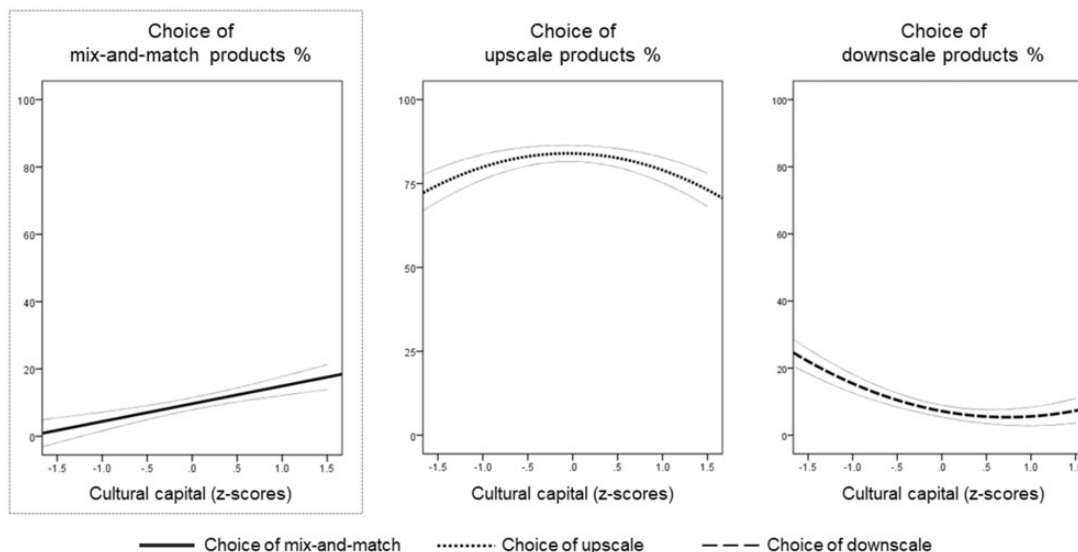 Choice of
mix-and-match products %
100
80
60
40
20
0
-1.5 -1.0 -.5 .0 .5 1.0 1.5
Cultural capital (z-scores)
Choice of
upscale products %
100
75
50
25
0
-1.5 -1.0 -.5 .0 .5 1.0 1.5
Cultural capital (z-scores)
Choice of
downscale products %
100
80
60
40
20
0
-1.5 -1.0 -.5 .0 .5 1.0 1.5
Cultural capital (z-scores)
Choice of mix-and-match Choice of upscale Choice of downscale